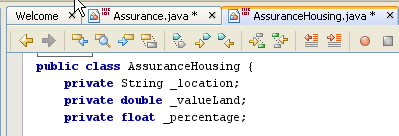 Welcome × Assurance.java * × AssuranceHousing.java * ×
public class AssuranceHousing {
private String _location;
private double _valueLand;
private float _percentage;